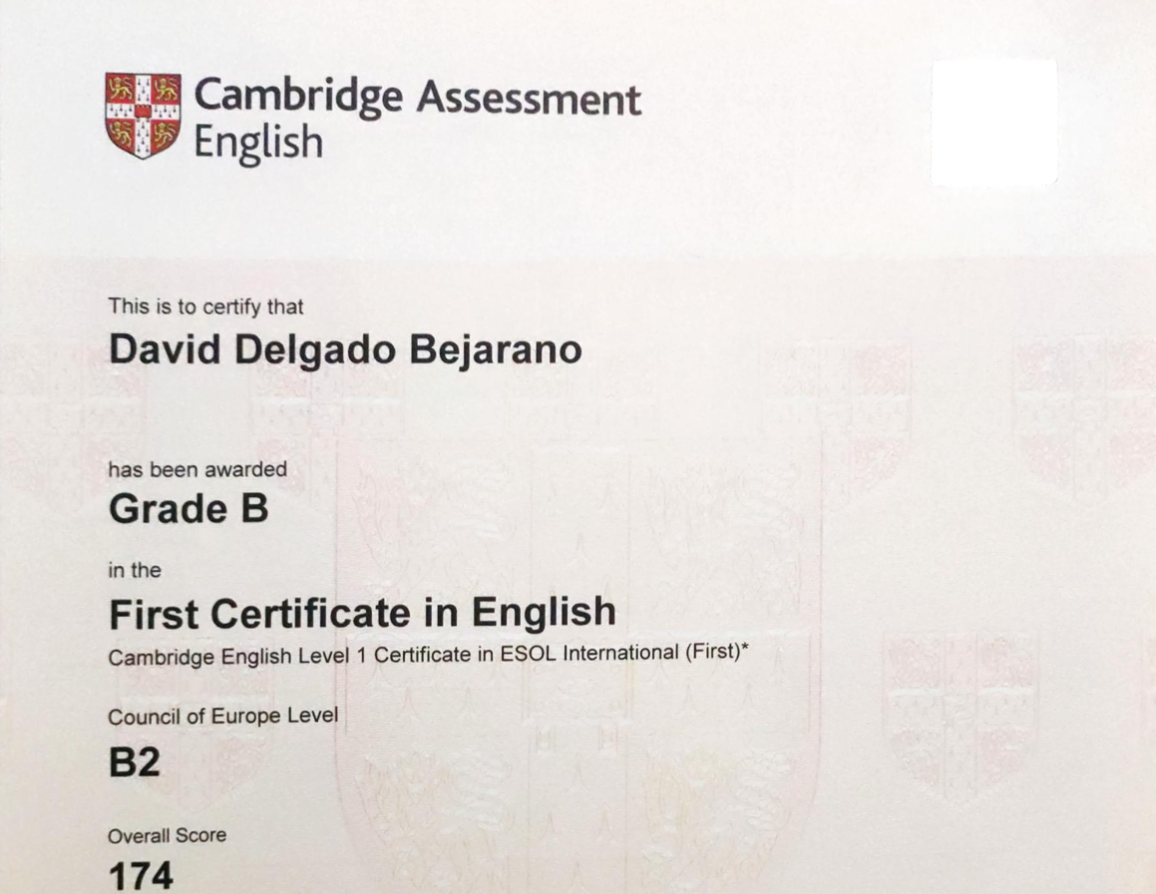 Cambridge Assessment
English
This is to certify that
David Delgado Bejarano
has been awarded
Grade B
in the
First Certificate in English
Cambridge English Level 1 Certificate in ESOL International (First)*
Council of Europe Level
B2
Overall Score
174